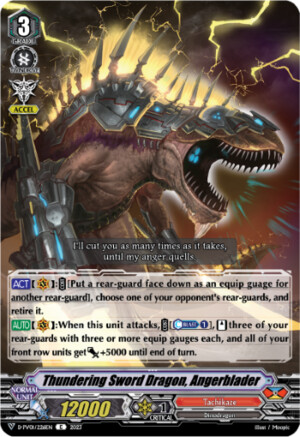 3
ACCEL
I'll cut you as many times as it takes,
until my anger quells.
ACT [Put a rear-guard face down as an equip guage for
another rear-guard], choose one of your opponent's rear-guards, and
retire it.
AUTO : When this unit attacks, [ 1 ], three of your
rear-guards with three or more equip gauges each, and all of your
front row units get +5000 until end of turn.
Thundering Sword Dragon, Angerblader
NORMAL
UNIT
12000
1
CRITICAL
Tachikaze
Dinodragon
C
2023